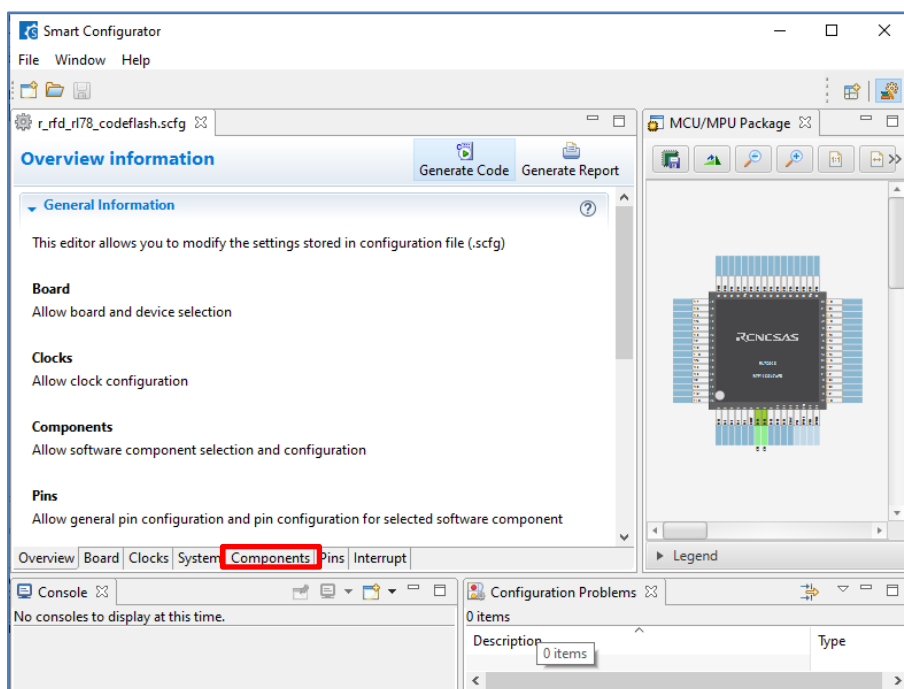 Smart Configurator
File Window Help
r_rfd_rl78_codeflash.scfg
MCU/MPU Package
Overview information
Generate Code
Generate Report
General Information
This editor allows you to modify the settings stored in configuration file (.scfg)
Board
Allow board and device selection
Clocks
Allow clock configuration
Components
Allow software component selection and configuration
Pins
Allow general pin configuration and pin configuration for selected software component
RENESAS
Overview Board Clocks System Components Pins Interrupt
Legend
Console
Configuration Problems
No consoles to display at this time.
0 items
Description
Type
0 items